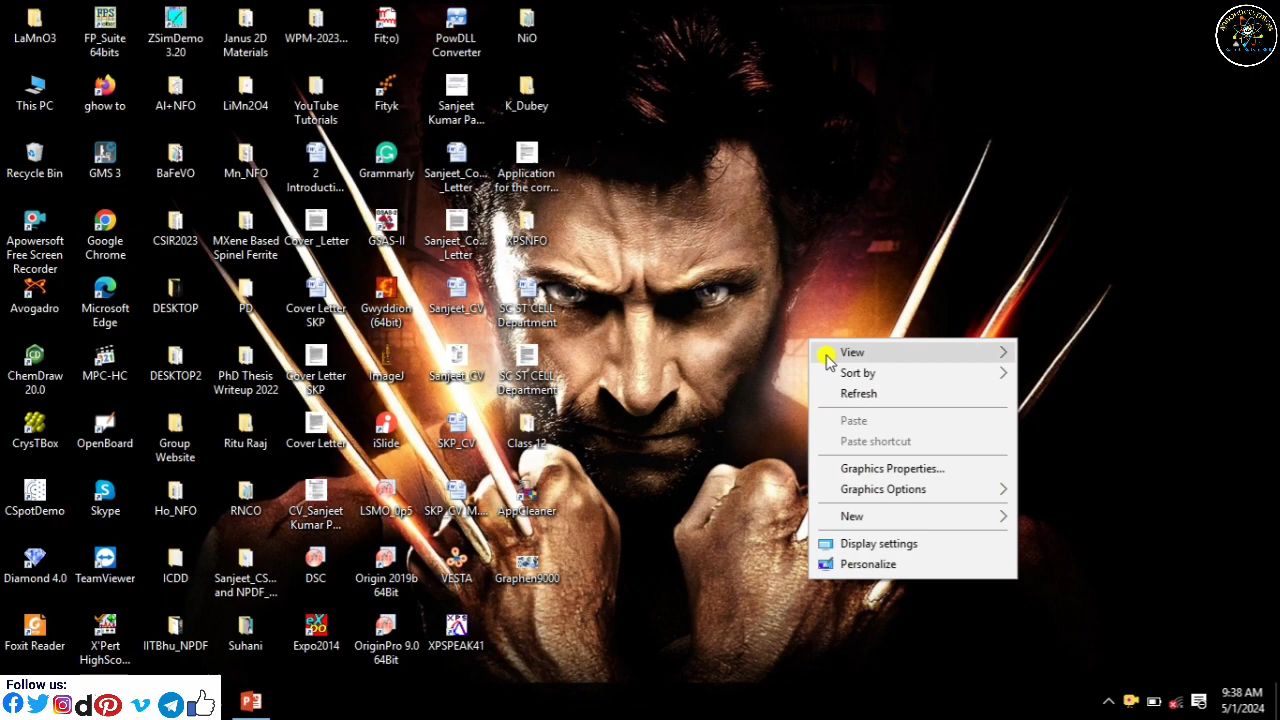 LaMnO3
FP_Suite
64bits
ZSimDemo
3.20
Janus 2D
Materials
WPM-2023...
Fit;o)
PowDLL
Converter
NiO
This PC
ghow to
Al+NFO
LiMn2O4
YouTube
Tutorials
Fityk
Sanjeet
Kumar Pa...
K_Dubey
Recycle Bin
GMS 3
BaFeVO
Mn_NFO
2
Introducti...
Grammarly
Sanjeet_Co...
_Letter
Application
for the corr...
Apowersoft
Free Screen
Recorder
Google
Chrome
CSIR2023
MXene Based
Spinel Ferrite
Cover _Letter
GSAS-II
Sanjeet_Co...
_Letter
XPSNFO
Avogadro
Microsoft
Edge
DESKTOP
PD
Cover Letter
SKP
Gwyddion
(64bit)
Sanjeet_CV
SC ST CELL
Department
ChemDraw
20.0
MPC-HC
DESKTOP2
PhD Thesis
Writeup 2022
Cover Letter
SKP
ImageJ
Sanjeet_CV
SC ST CELL
Department
CrysTBox
OpenBoard
Group
Website
Ritu Raaj
Cover Letter
iSlide
SKP_CV
Class 12
CSpotDemo
Skype
Ho_NFO
RNCO
CV_Sanjeet
Kumar P...
LSMO_0p5
SKP_CV_M...
AppCleaner
Diamond 4.0
TeamViewer
ICDD
Sanjeet_CS...
and NPDF_...
DSC
Origin 2019b
64Bit
VESTA
Graphen9000
Foxit Reader
X'Pert
HighSco...
IITBhu_NPDF
Suhani
Expo2014
OriginPro 9.0
64Bit
XPSPEAK41
View
Sort by
Refresh
Paste
Paste shortcut
Graphics Properties...
Graphics Options
New
Display settings
Personalize
Follow us:
9:38 AM
5/1/2024